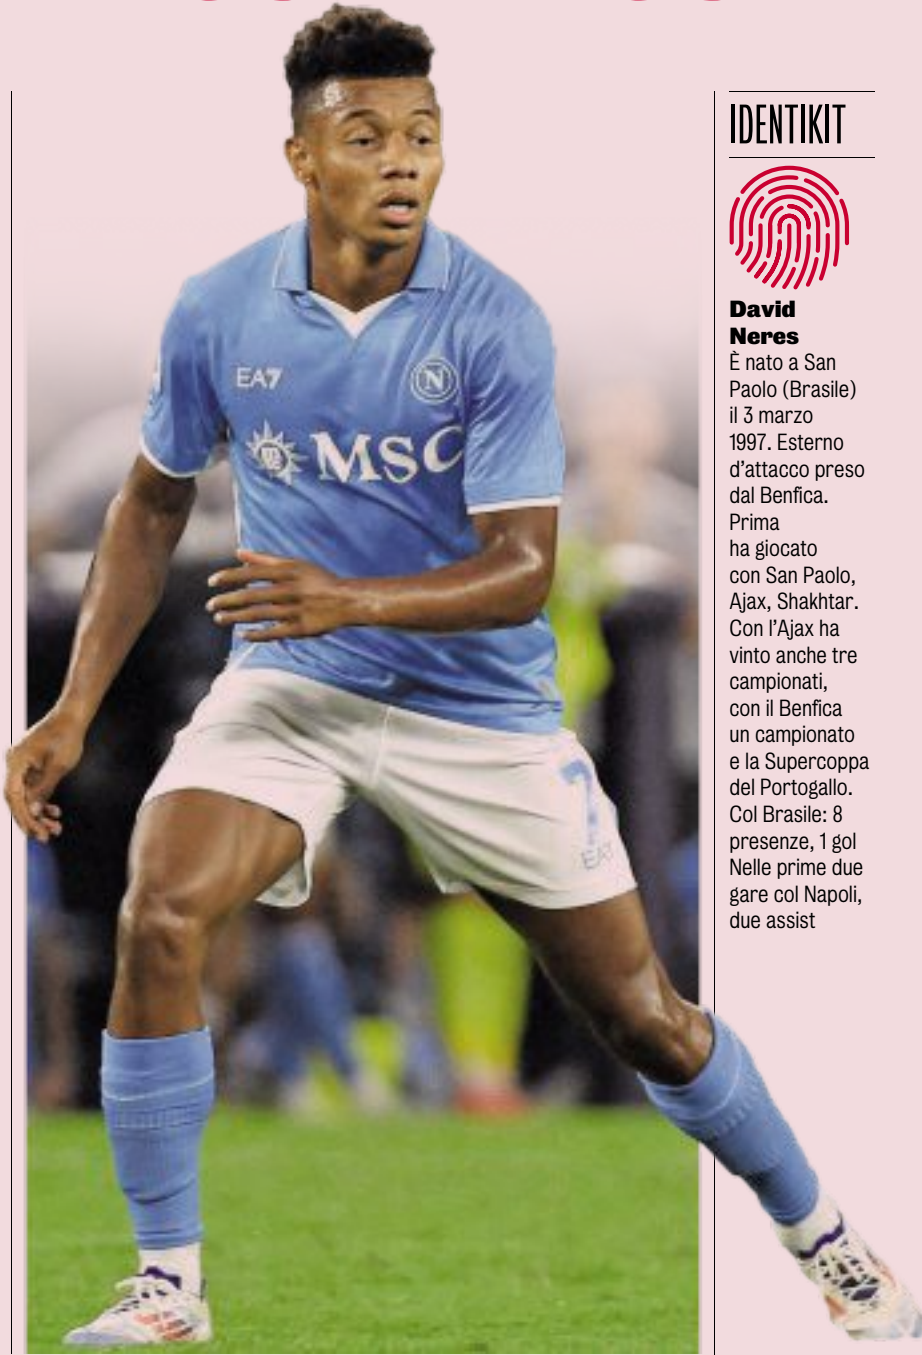 IDENTIKIT
David
Neres
È nato a San
Paolo (Brasile)
il 3 marzo
1997. Esterno
d'attacco preso
dal Benfica.
Prima
ha giocato
con San Paolo,
Ajax, Shakhtar.
Con l'Ajax ha
vinto anche tre
campionati,
con il Benfica
un campionato
e la Supercoppa
del Portogallo.
Col Brasile: 8
presenze, 1 gol
Nelle prime due
gare col Napoli,
due assist
EA7
N
MSC
7
EA7